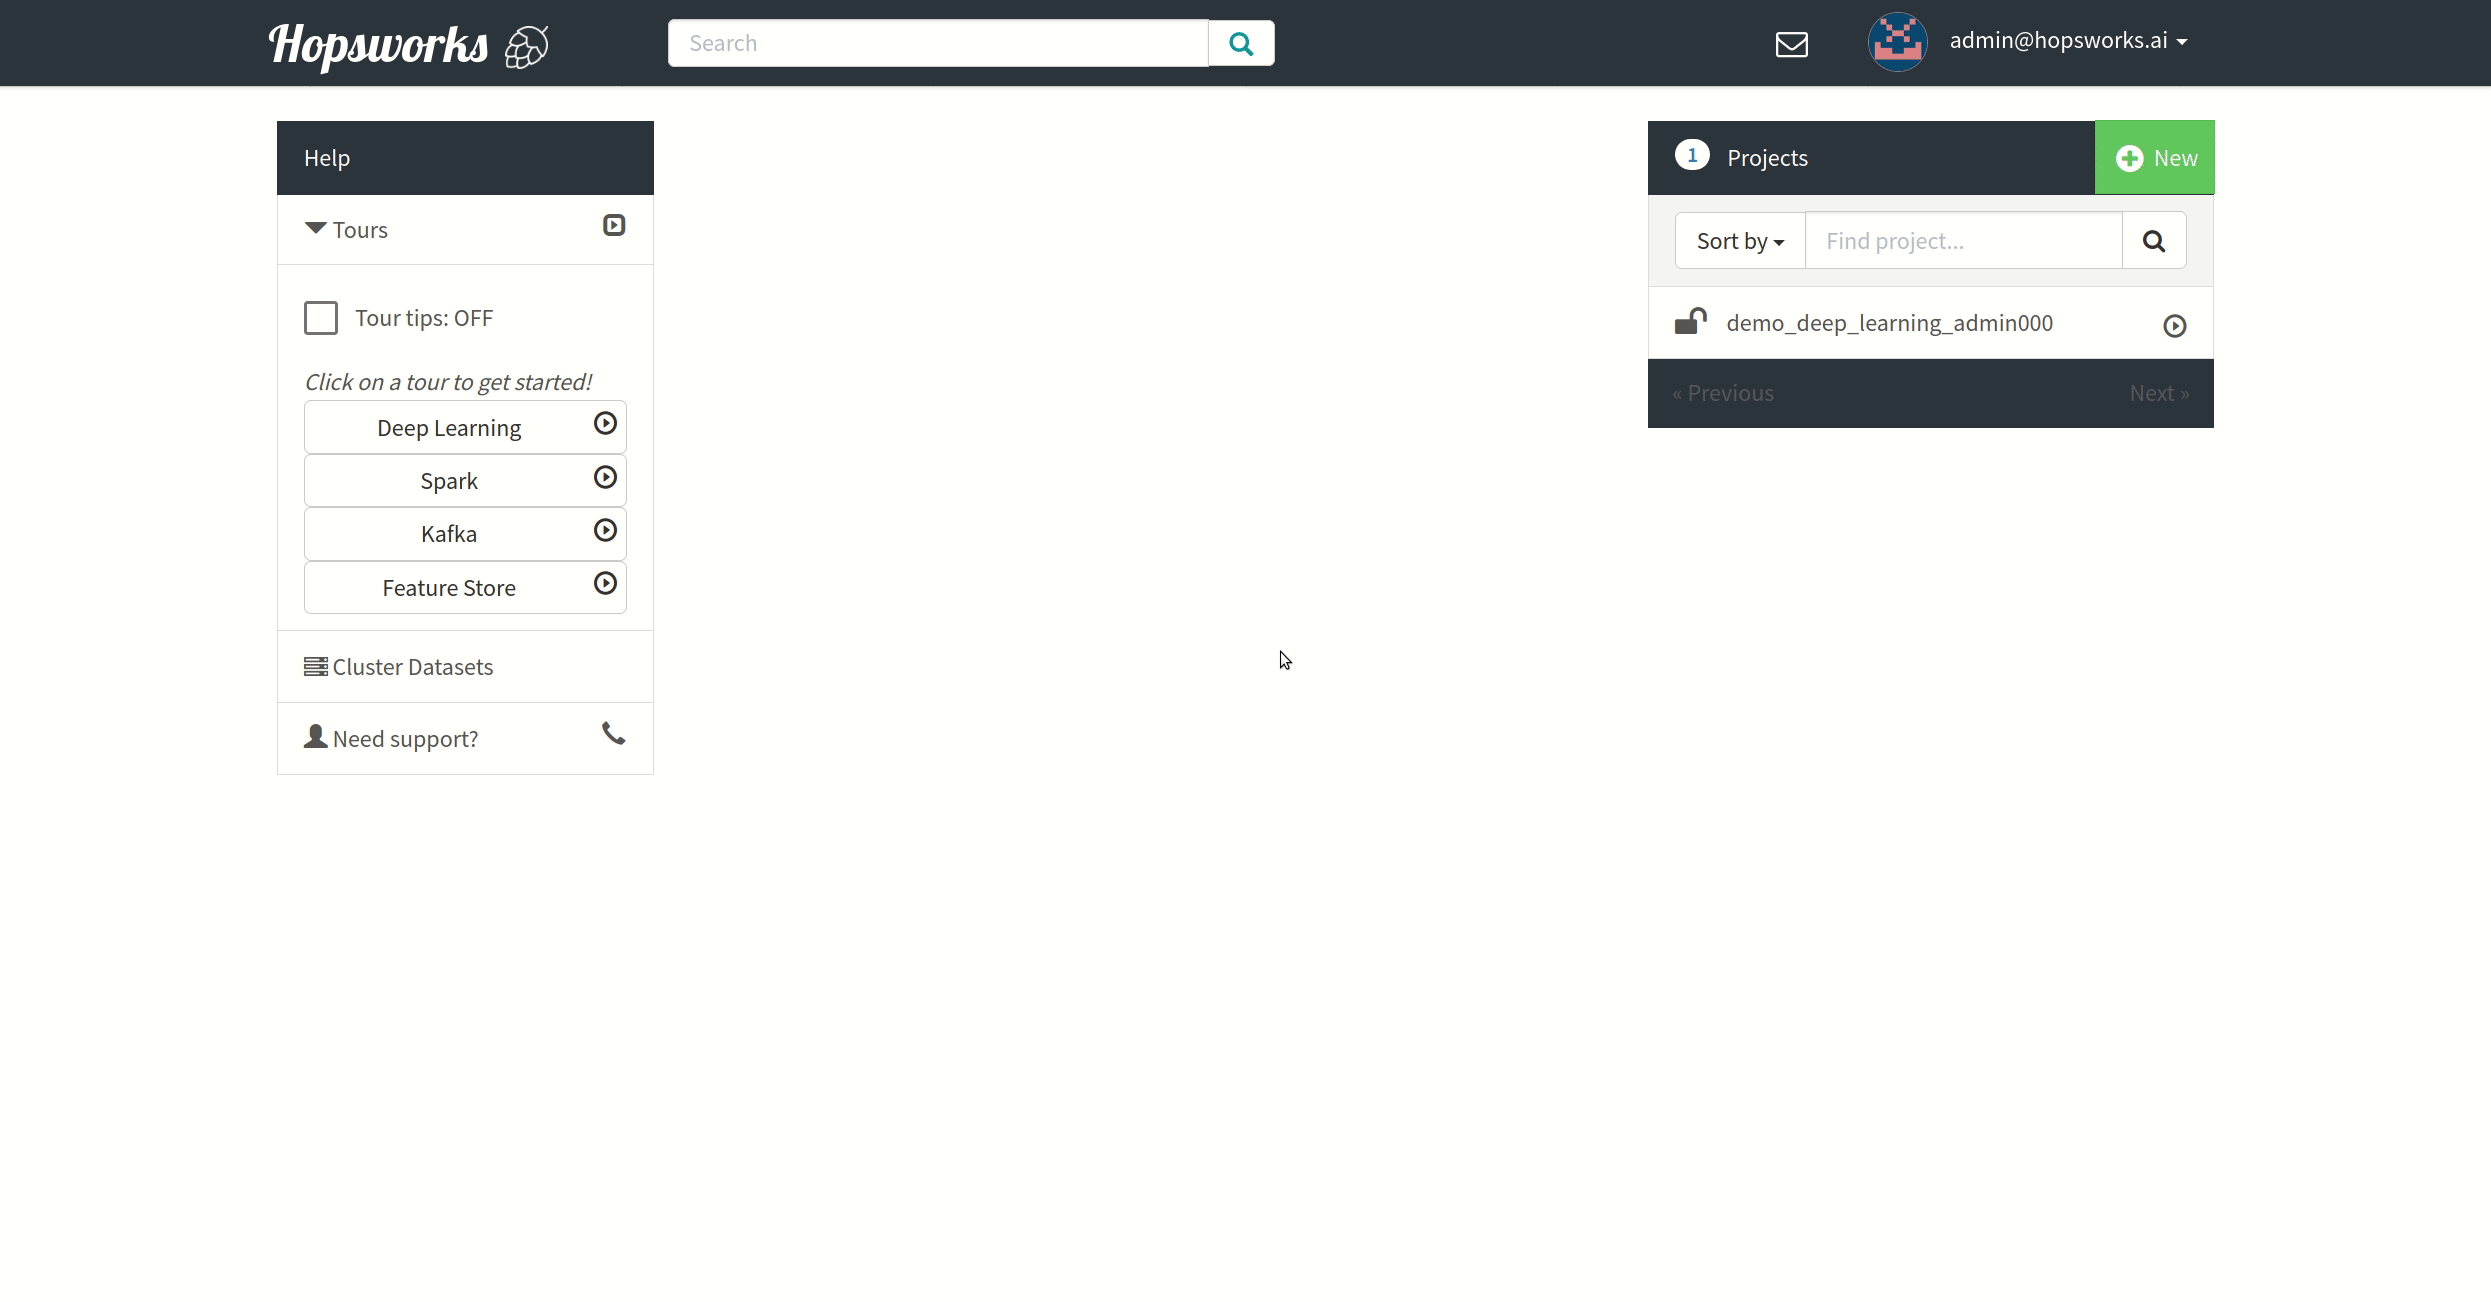 Hopsworks
Search
admin@hopsworks.ai
Help
Tours
Tour tips: OFF
Click on a tour to get started!
Deep Learning
Spark
Kafka
Feature Store
Cluster Datasets
Need support?
1 Projects
New
Sort by
Find project...
demo_deep_learning_admin000
« Previous
Next »